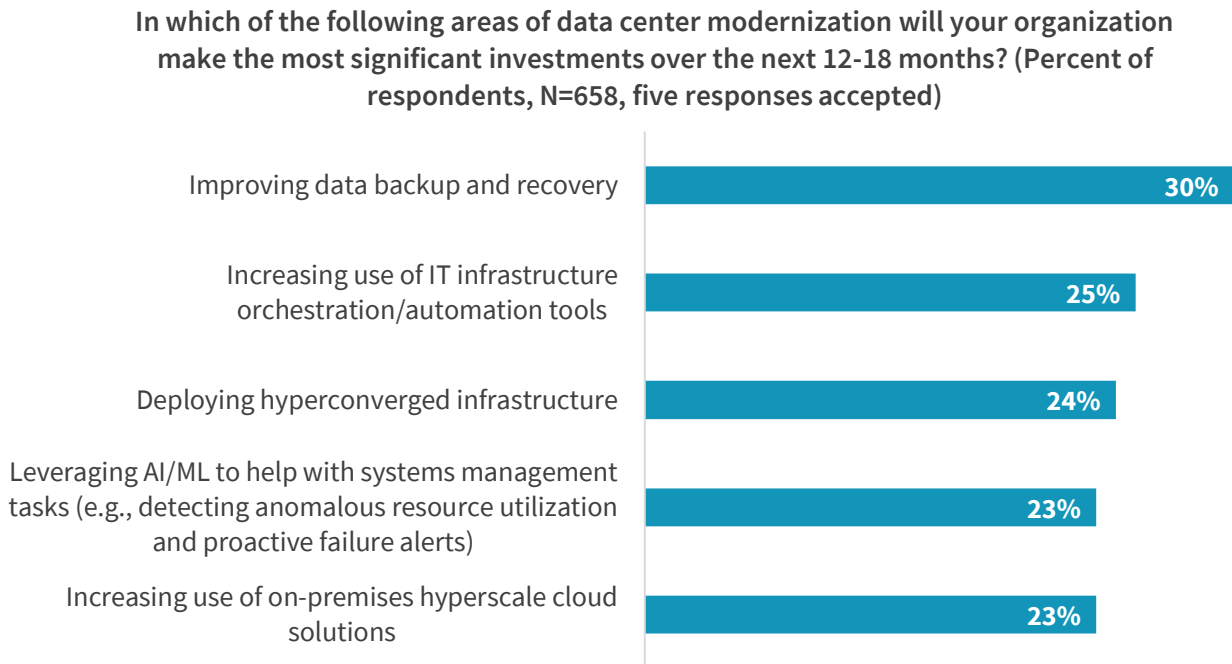 In which of the following areas of data center modernization will your organization
make the most significant investments over the next 12-18 months? (Percent of
respondents, N=658, five responses accepted)
Improving data backup and recovery
30%
Increasing use of IT infrastructure
orchestration/automation tools
25%
Deploying hyperconverged infrastructure
24%
Leveraging AI/ML to help with systems management
tasks (e.g., detecting anomalous resource utilization
and proactive failure alerts)
23%
Increasing use of on-premises hyperscale cloud
solutions
23%